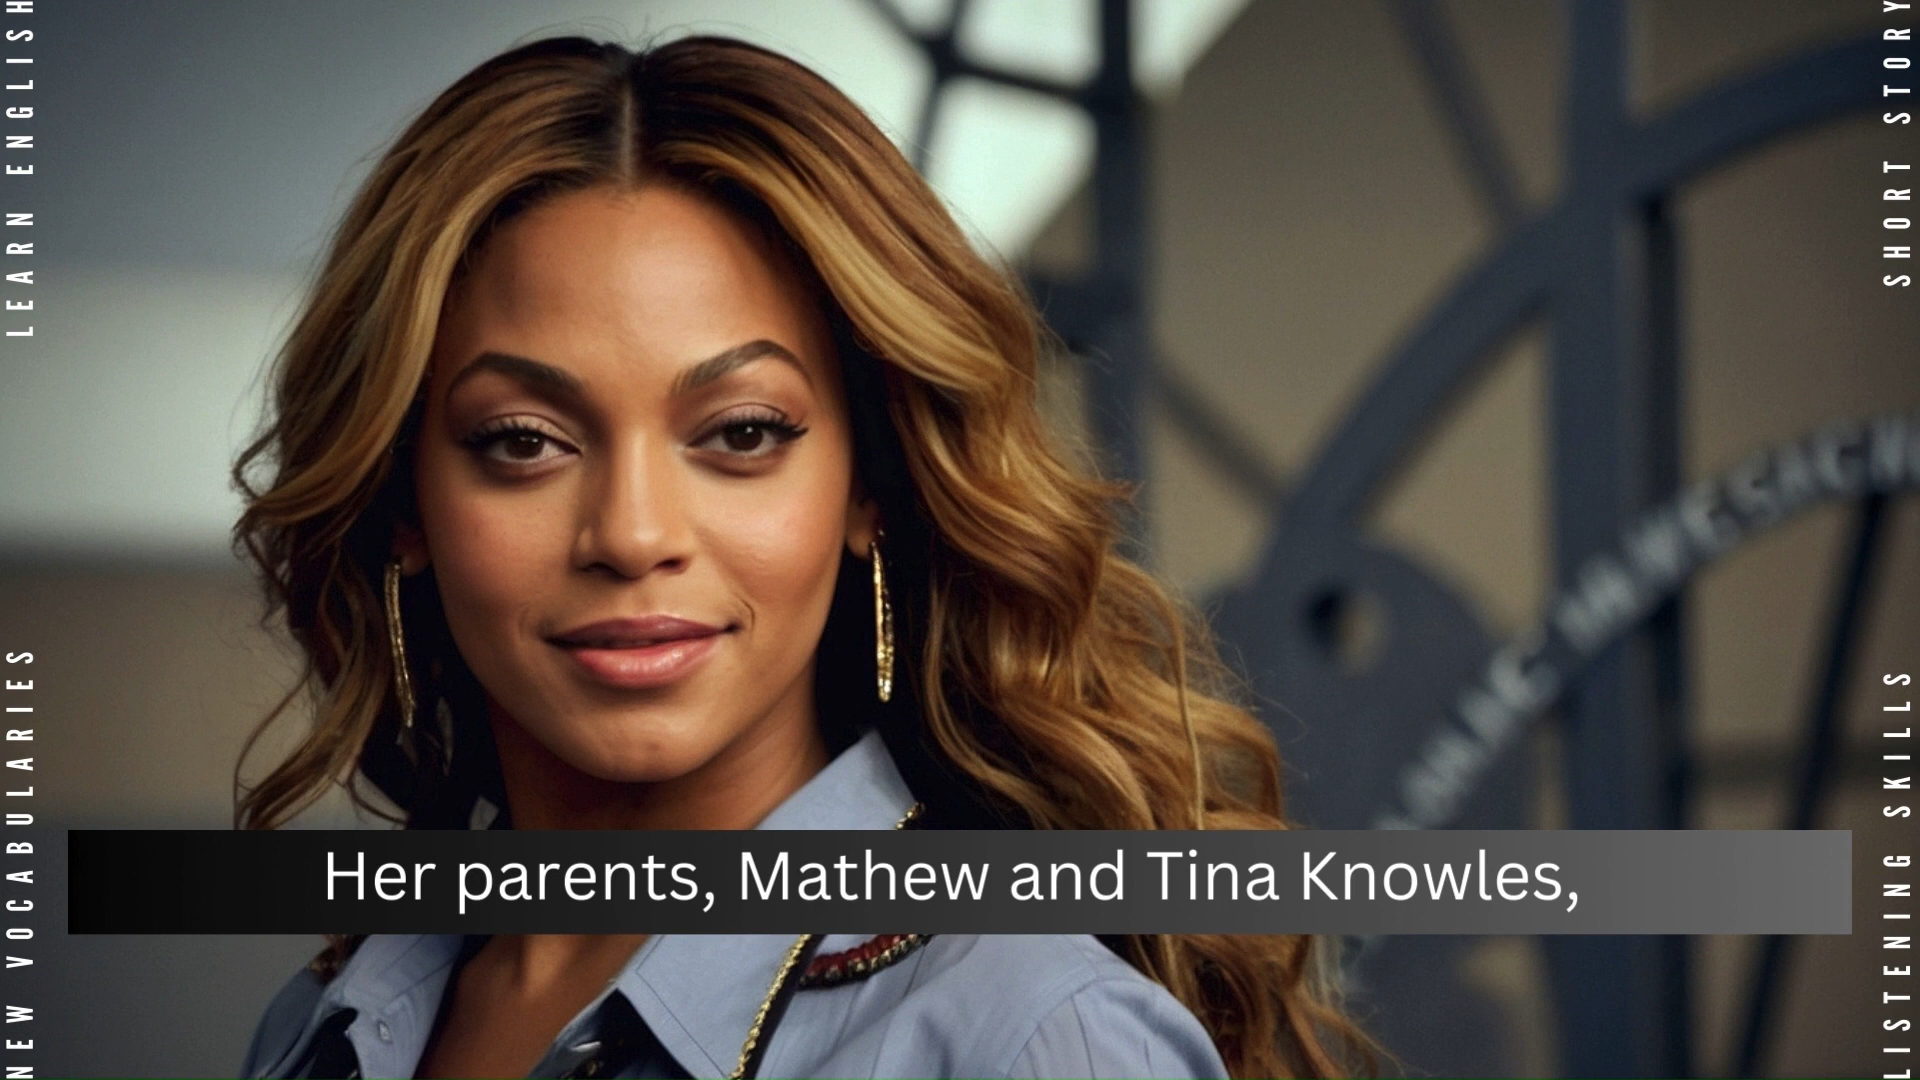 LEARN ENGLISH
SHORT STORY
Her parents, Mathew and Tina Knowles,
NEW VOCABULARIES
LISTENING SKILLS